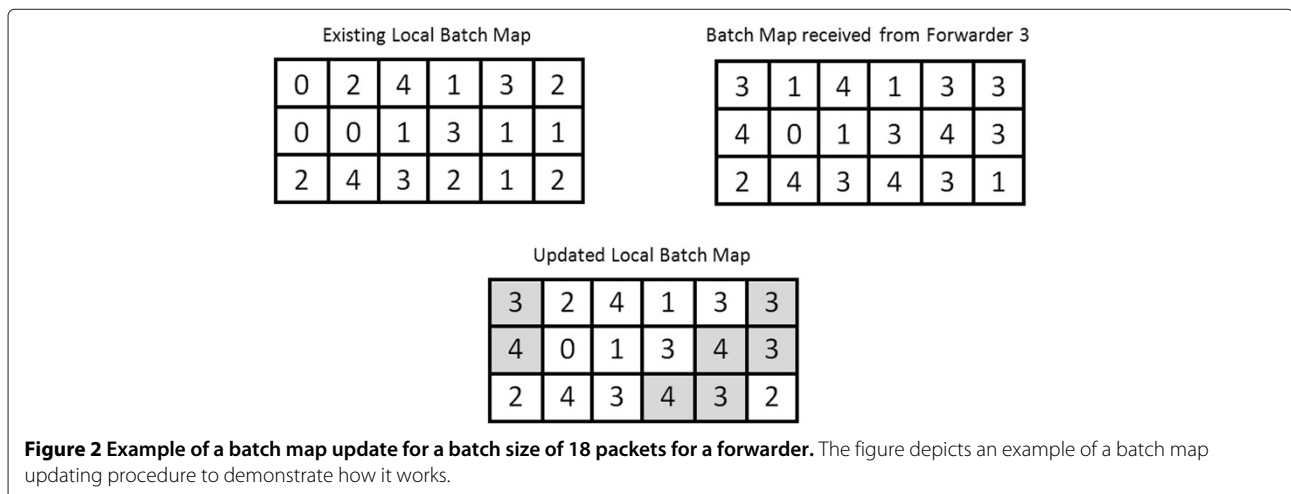 Existing Local Batch Map
0 2 4 1 3 2
0 0 1 3 1 1
2 4 3 2 1 2
Batch Map received from Forwarder 3
3 1 4 1 3 3
4 0 1 3 4 3
2 4 3 4 3 1
Updated Local Batch Map
3 2 4 1 3 3
4 0 1 3 4 3
2 4 3 4 3 2
Figure 2 Example of a batch map update for a batch size of 18 packets for a forwarder. The figure depicts an example of a batch map
updating procedure to demonstrate how it works.